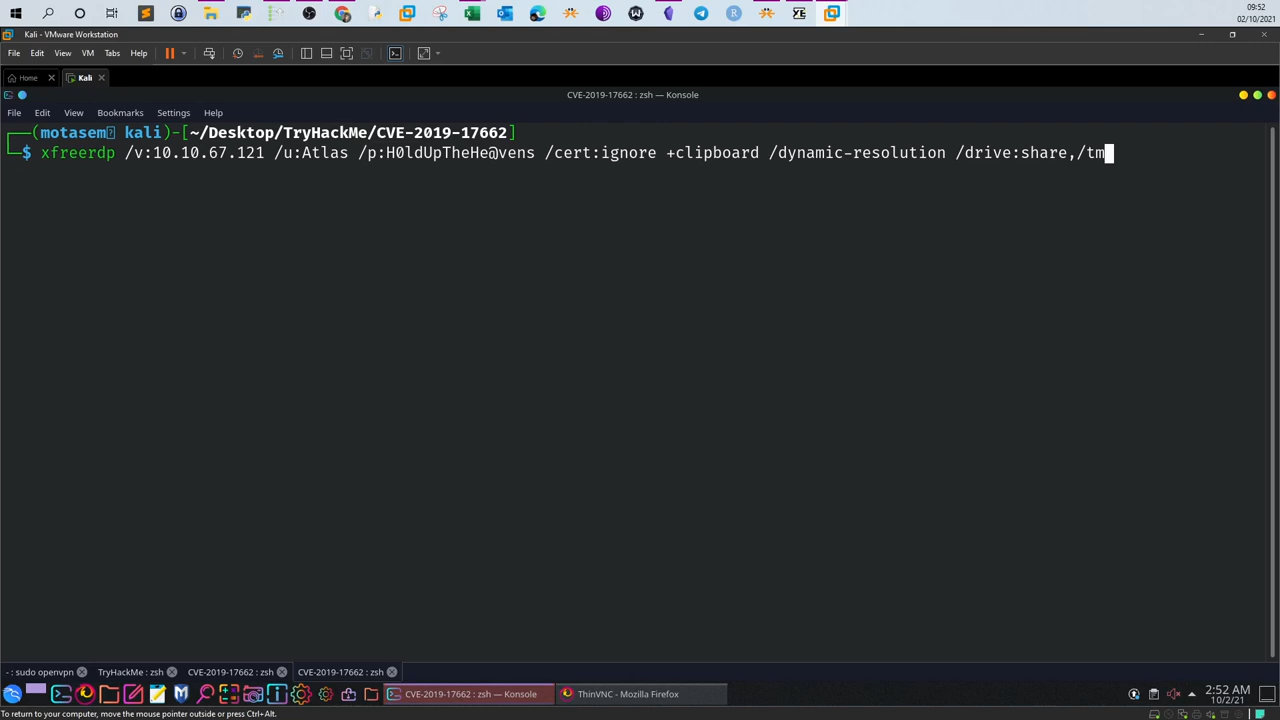 09:52
02/10/2021
Kali - VMware Workstation
File Edit View VM Tabs Help
Home Kali
CVE-2019-17662 : zsh — Konsole
File Edit View Bookmarks Settings Help
(motasem kali)-[~/Desktop/TryHackMe/CVE-2019-17662]
$ xfreerdp /v:10.10.67.121 /u:Atlas /p:H0ldUpTheHe@vens /cert:ignore +clipboard /dynamic-resolution /drive:share,/tm
- : sudo openvpn TryHackMe : zsh CVE-2019-17662 : zsh CVE-2019-17662 : zsh
CVE-2019-17662 : zsh — Konsole ThinVNC - Mozilla Firefox
2:52 AM
10/2/21
To return to your computer, move the mouse pointer outside or press Ctrl+Alt.